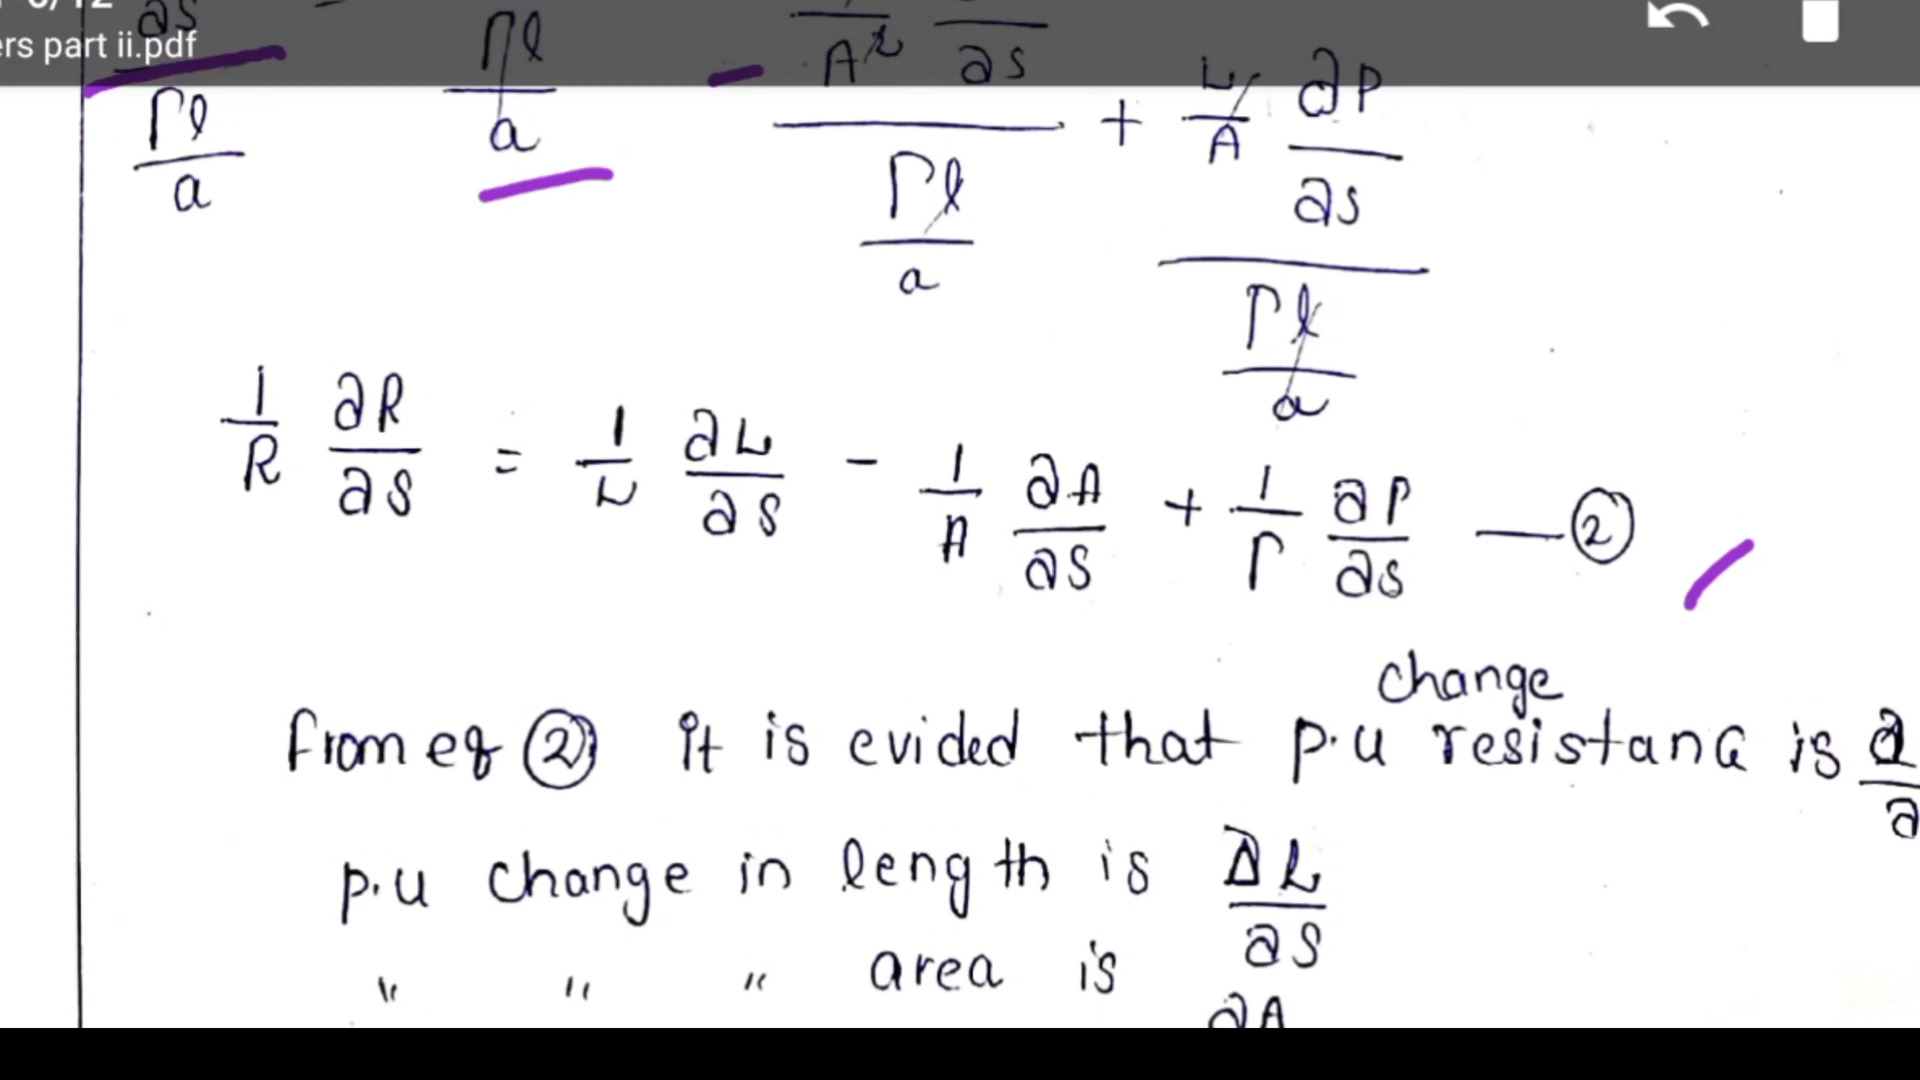 ers part ii.pdf
∂s
ρl/a
ρl/a - (A² ∂s)/(ρl/a) + (L/A ∂P/∂s)/(ρl/a)
1/R ∂R/∂s = 1/L ∂L/∂s - 1/A ∂A/∂s + 1/ρ ∂P/∂s — ②
change
from eq ② it is evided that p.u resistance is
p.u change in length is ΔL/∂s
" " " area is
∂A